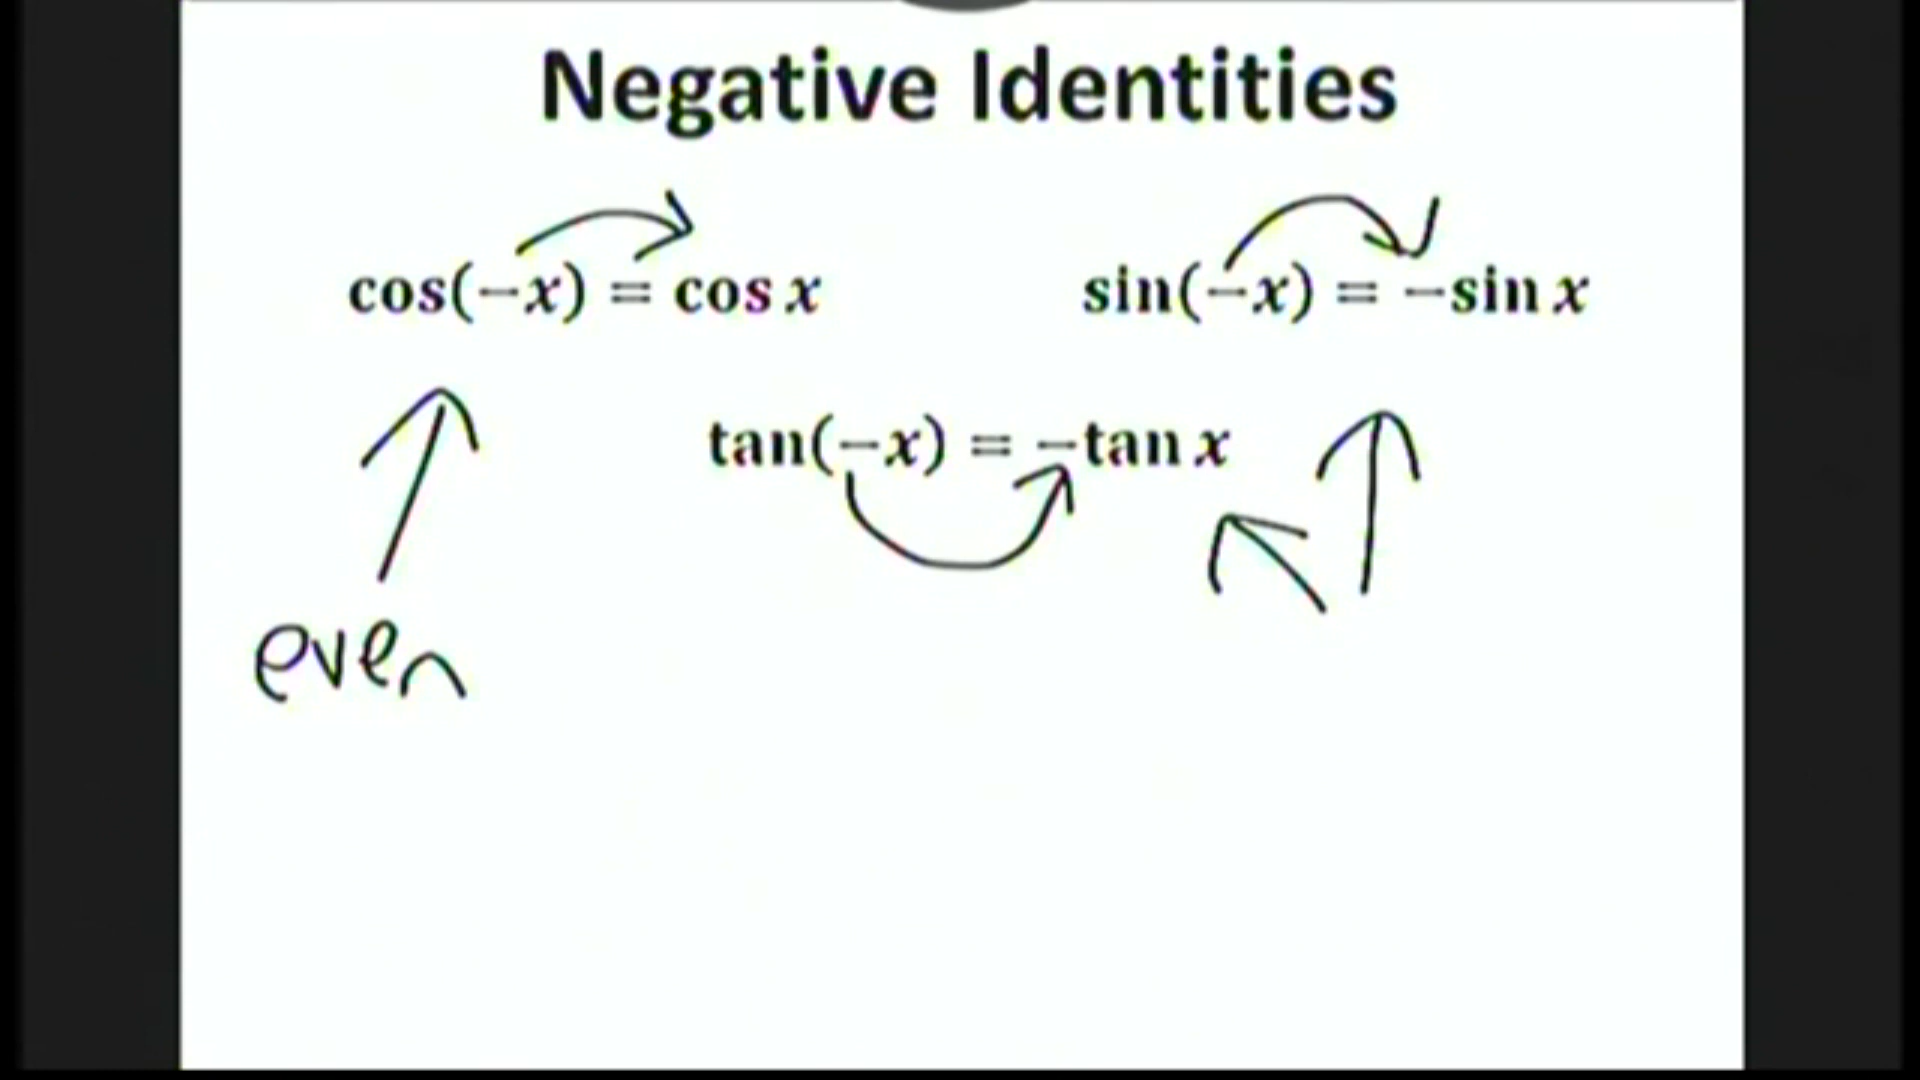 Negative Identities
cos(−x) = cos x
sin(−x) = −sin x
tan(−x) = −tan x
even